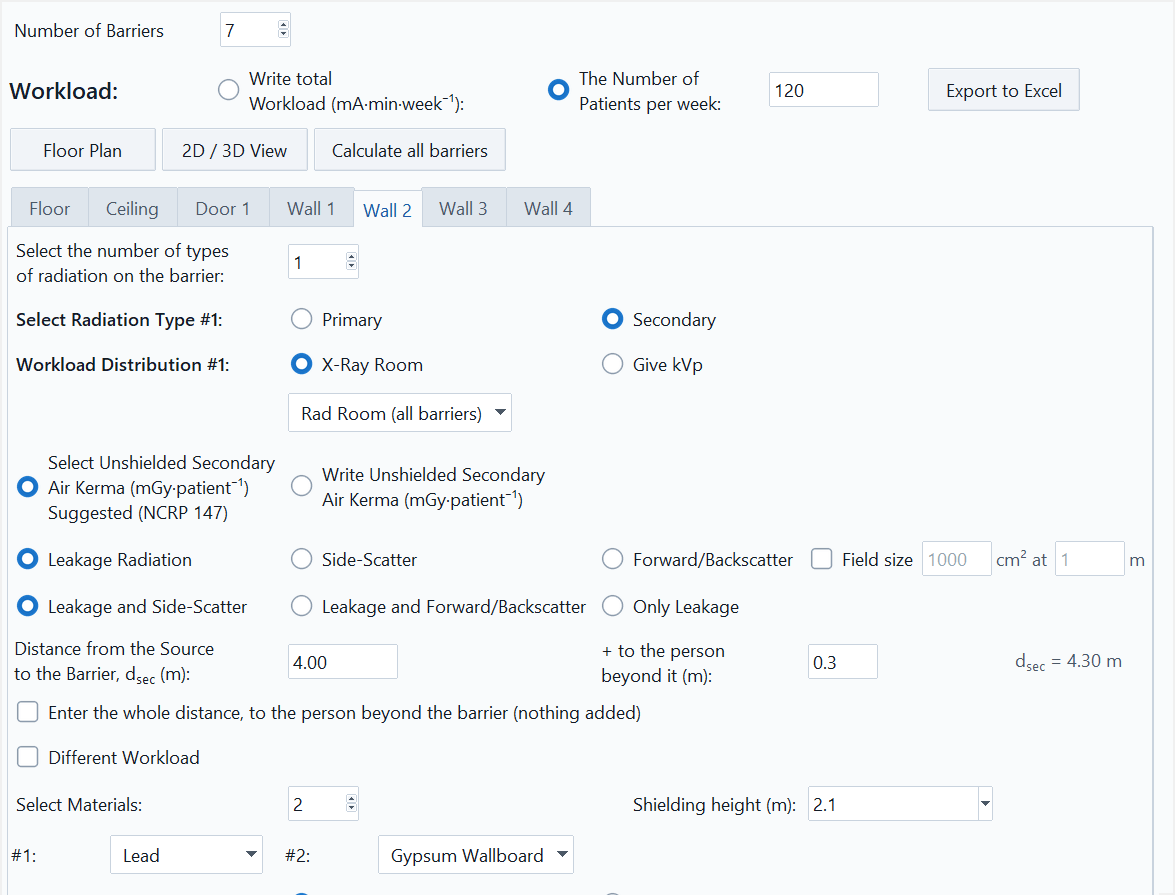 Number of Barriers 7
Workload: Write total Workload (mA·min·week⁻¹): The Number of Patients per week: 120 Export to Excel
Floor Plan 2D / 3D View Calculate all barriers
Floor Ceiling Door 1 Wall 1 Wall 2 Wall 3 Wall 4
Select the number of types
of radiation on the barrier: 1
Select Radiation Type #1: Primary Secondary
Workload Distribution #1: X-Ray Room Give kVp
Rad Room (all barriers)
Select Unshielded Secondary
Air Kerma (mGy·patient⁻¹)
Suggested (NCRP 147)
Write Unshielded Secondary
Air Kerma (mGy·patient⁻¹)
Leakage Radiation Side-Scatter Forward/Backscatter Field size 1000 cm² at 1 m
Leakage and Side-Scatter Leakage and Forward/Backscatter Only Leakage
Distance from the Source
to the Barrier, dsec (m): 4.00
+ to the person
beyond it (m): 0.3
dsec = 4.30 m
Enter the whole distance, to the person beyond the barrier (nothing added)
Different Workload
Select Materials: 2 Shielding height (m): 2.1
#1: Lead #2: Gypsum Wallboard